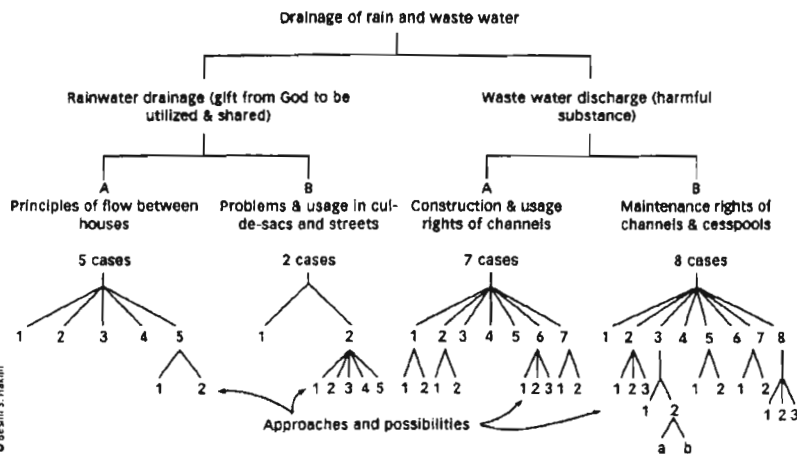 Drainage of rain and waste water
Rainwater drainage (gift from God to be
utilized & shared)
Waste water discharge (harmful
substance)
A
B
A
B
Principles of flow between
houses
Problems & usage in cul-
de-sacs and streets
Construction & usage
rights of channels
Maintenance rights of
channels & cesspools
5 cases
2 cases
7 cases
8 cases
1 2 3 4 5
1 2
1 2 3 4 5 6 7
1 2 3 4 5 6 7 8
1 2
1 2 3 4 5
1 2 1 2
1 2 3 1 2
1 2 3
1 2
1 2
1 2
1 2 3
a b
Approaches and possibilities